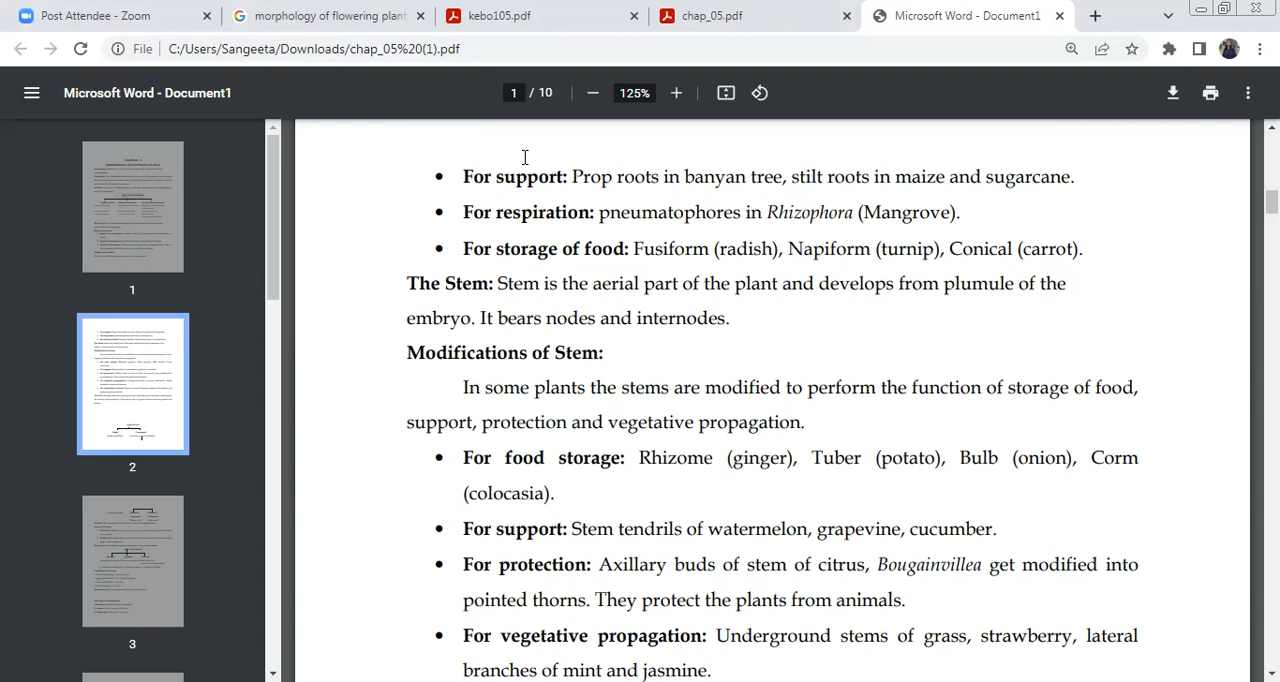 Post Attendee - Zoom
morphology of flowering plant
kebo105.pdf
chap_05.pdf
Microsoft Word - Document1
File
C:/Users/Sangeeta/Downloads/chap_05%20(1).pdf
Microsoft Word - Document1
1 / 10
125%
• For support: Prop roots in banyan tree, stilt roots in maize and sugarcane.
• For respiration: pneumatophores in Rhizophora (Mangrove).
• For storage of food: Fusiform (radish), Napiform (turnip), Conical (carrot).
The Stem: Stem is the aerial part of the plant and develops from plumule of the
embryo. It bears nodes and internodes.
Modifications of Stem:
In some plants the stems are modified to perform the function of storage of food,
support, protection and vegetative propagation.
• For food storage: Rhizome (ginger), Tuber (potato), Bulb (onion), Corm
(colocasia).
• For support: Stem tendrils of watermelon, grapevine, cucumber.
• For protection: Axillary buds of stem of citrus, Bougainvillea get modified into
pointed thorns. They protect the plants from animals.
• For vegetative propagation: Underground stems of grass, strawberry, lateral
branches of mint and jasmine.
1
2
3